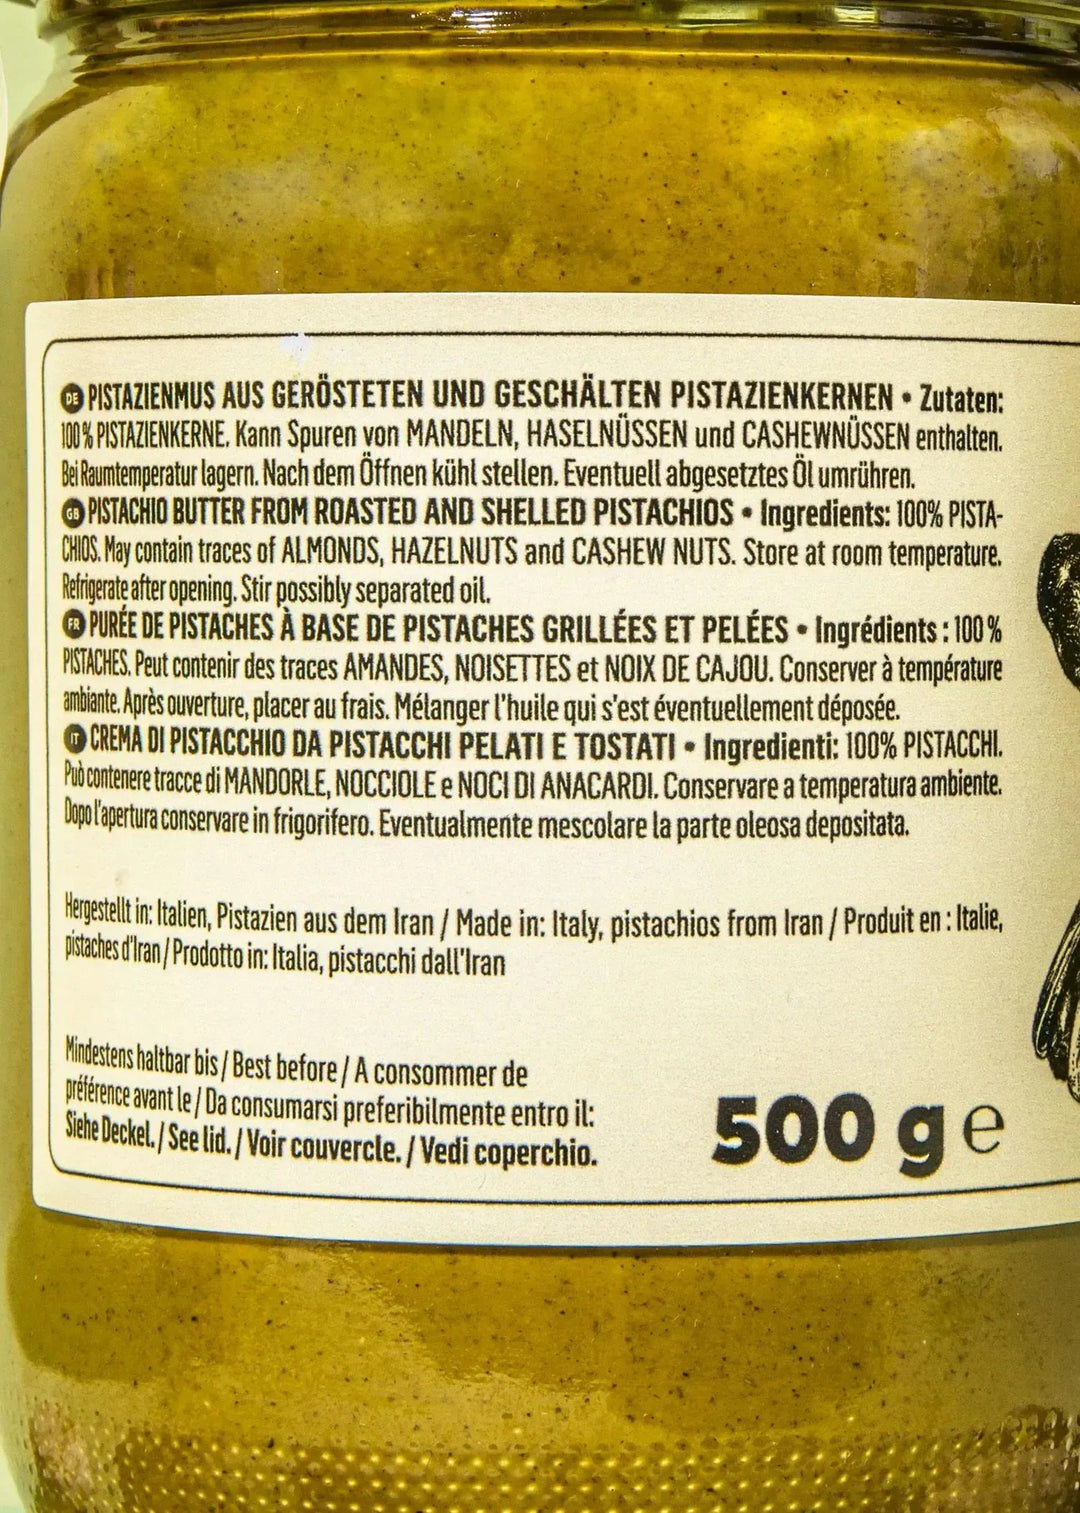 DE PISTAZIENMUS AUS GERÖSTETEN UND GESCHÄLTEN PISTAZIENKERNEN • Zutaten:
100% PISTAZIENKERNE. Kann Spuren von MANDELN, HASELNÜSSEN und CASHEWNÜSSEN enthalten.
Bei Raumtemperatur lagern. Nach dem Öffnen kühl stellen. Eventuell abgesetztes Öl umrühren.
GB PISTACHIO BUTTER FROM ROASTED AND SHELLED PISTACHIOS • Ingredients: 100% PISTA-
CHIOS. May contain traces of ALMONDS, HAZELNUTS and CASHEW NUTS. Store at room temperature.
Refrigerate after opening. Stir possibly separated oil.
FR PURÉE DE PISTACHES À BASE DE PISTACHES GRILLÉES ET PELÉES • Ingrédients : 100%
PISTACHES. Peut contenir des traces AMANDES, NOISETTES et NOIX DE CAJOU. Conserver à température
ambiante. Après ouverture, placer au frais. Mélanger l'huile qui s'est éventuellement déposée.
IT CREMA DI PISTACCHIO DA PISTACCHI PELATI E TOSTATI • Ingredienti: 100% PISTACCHI.
Può contenere tracce di MANDORLE, NOCCIOLE e NOCI DI ANACARDI. Conservare a temperatura ambiente.
Dopo l'apertura conservare in frigorifero. Eventualmente mescolare la parte oleosa depositata.
Hergestellt in: Italien, Pistazien aus dem Iran / Made in: Italy, pistachios from Iran / Produit en : Italie,
pistaches d'Iran / Prodotto in: Italia, pistacchi dall'Iran
Mindestens haltbar bis / Best before / A consommer de
préférence avant le / Da consumarsi preferibilmente entro il:
Siehe Deckel. / See lid. / Voir couvercle. / Vedi coperchio.
500 g e